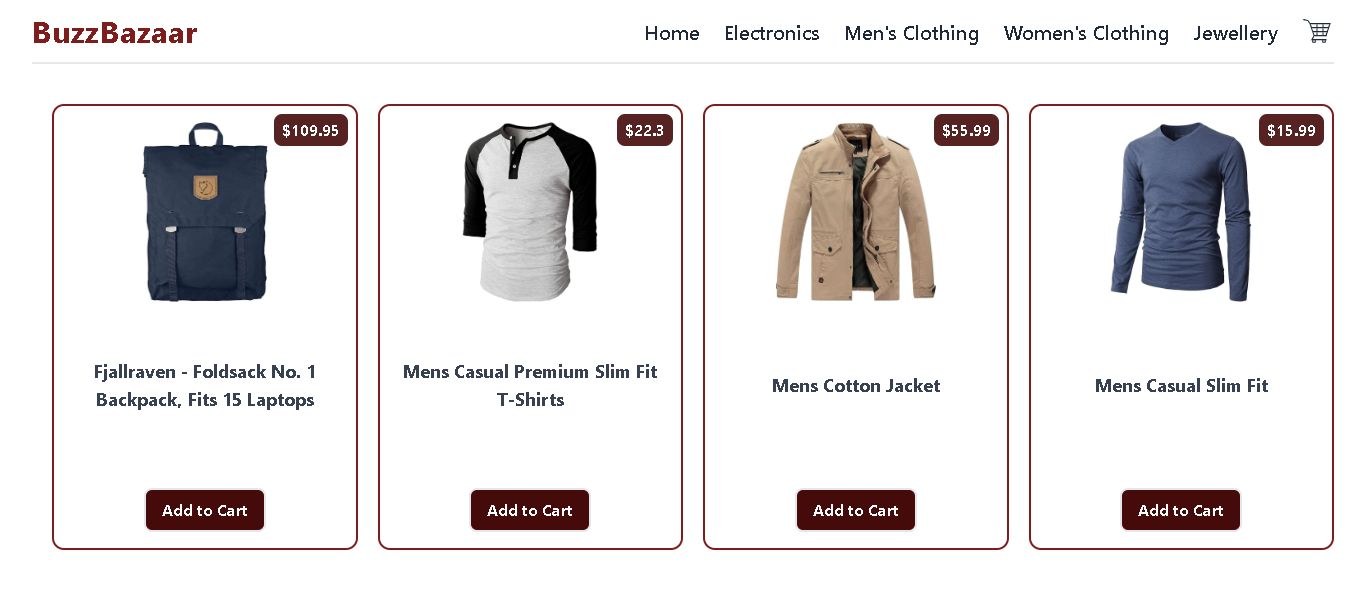 BuzzBazaar
Home Electronics Men's Clothing Women's Clothing Jewellery
$109.95
Fjallraven - Foldsack No. 1
Backpack, Fits 15 Laptops
Add to Cart
$22.3
Mens Casual Premium Slim Fit
T-Shirts
Add to Cart
$55.99
Mens Cotton Jacket
Add to Cart
$15.99
Mens Casual Slim Fit
Add to Cart